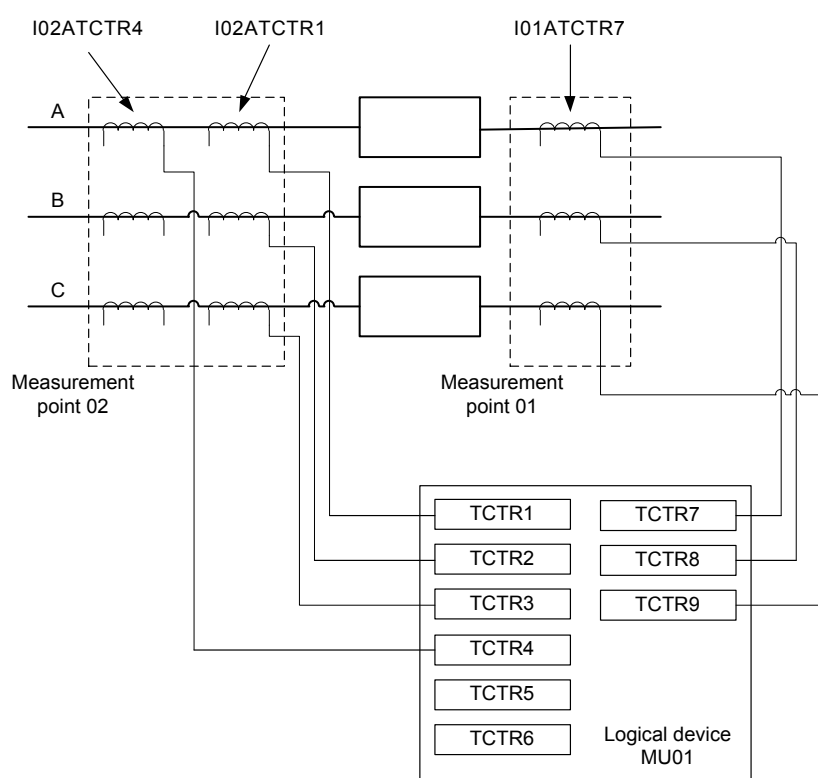 I02ATCTR4
I02ATCTR1
I01ATCTR7
A
B
C
Measurement
point 02
Measurement
point 01
TCTR1
TCTR7
TCTR2
TCTR8
TCTR3
TCTR9
TCTR4
TCTR5
TCTR6
Logical device
MU01